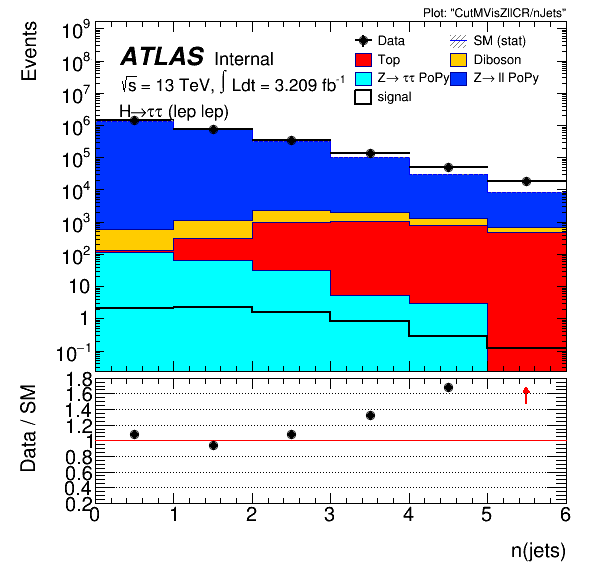 Plot: "CutMVisZllCR/nJets"
Events
ATLAS Internal
√s = 13 TeV, ∫ Ldt = 3.209 fb⁻¹
H→ττ (lep lep)
Data
SM (stat)
Top
Diboson
Z→ ττ PoPy
Z→ ll PoPy
signal
10⁹
10⁸
10⁷
10⁶
10⁵
10⁴
10³
10²
10
1
10⁻¹
Data / SM
1.8
1.6
1.4
1.2
1
0.8
0.6
0.4
0.2
0 1 2 3 4 5 6
n(jets)